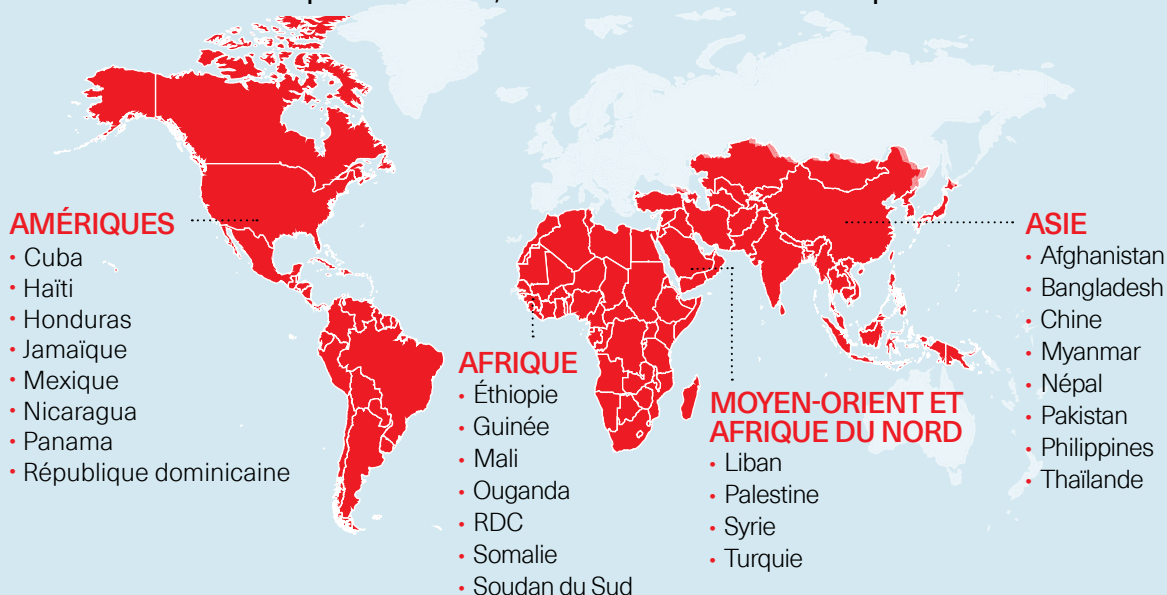 AMÉRIQUES
• Cuba
• Haïti
• Honduras
• Jamaïque
• Mexique
• Nicaragua
• Panama
• République dominicaine
AFRIQUE
• Éthiopie
• Guinée
• Mali
• Ouganda
• RDC
• Somalie
• Soudan du Sud
MOYEN-ORIENT ET
AFRIQUE DU NORD
• Liban
• Palestine
• Syrie
• Turquie
ASIE
• Afghanistan
• Bangladesh
• Chine
• Myanmar
• Népal
• Pakistan
• Philippines
• Thaïlande